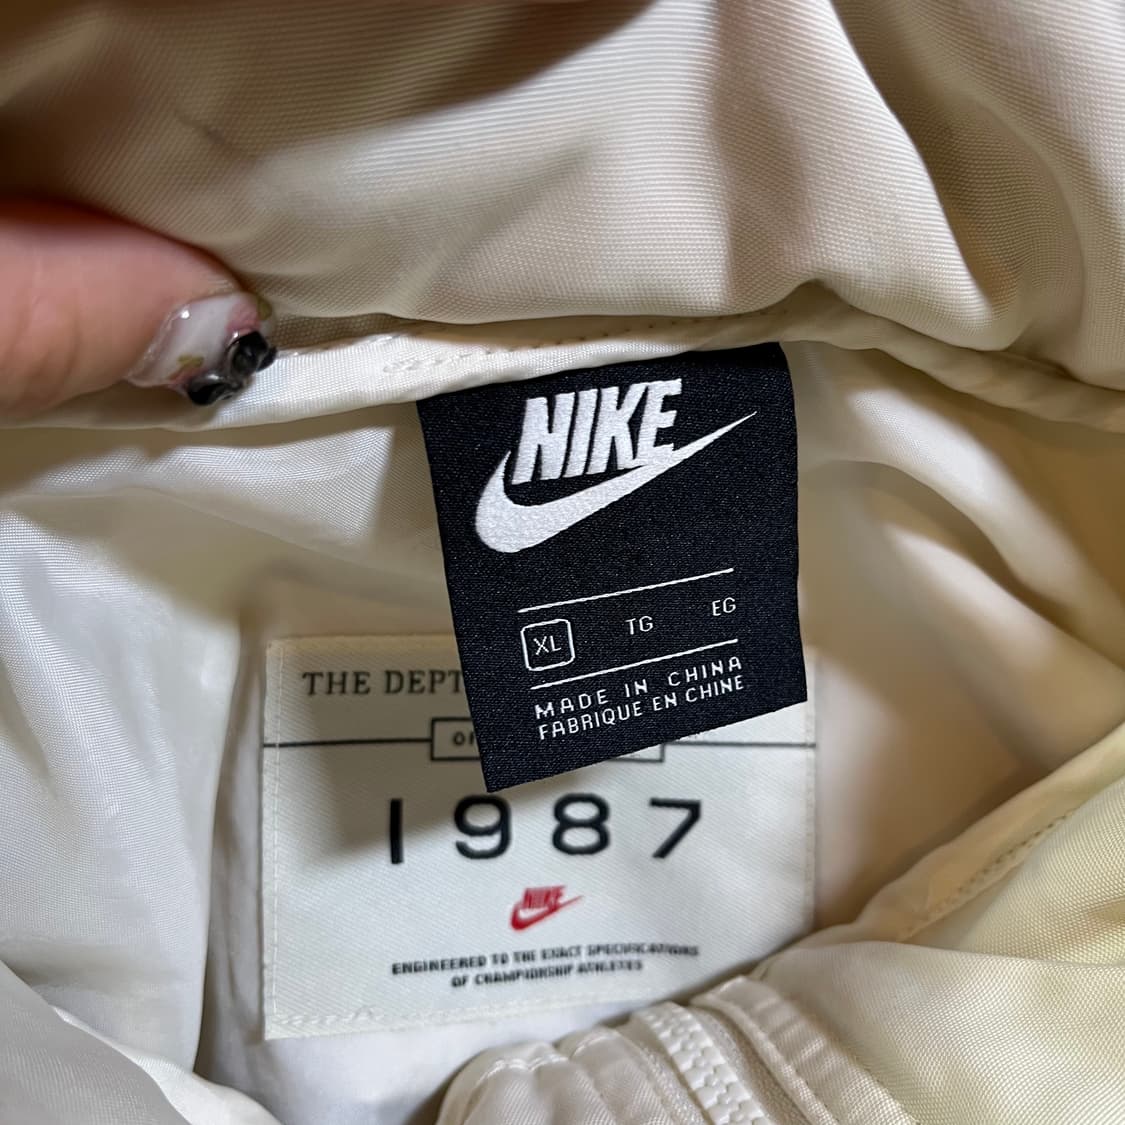 NIKE
XL TG EG
MADE IN CHINA
FABRIQUE EN CHINE
THE DEPT
1987
NIKE
ENGINEERED TO THE EXACT SPECIFICATIONS
OF CHAMPIONSHIP ATHLETES